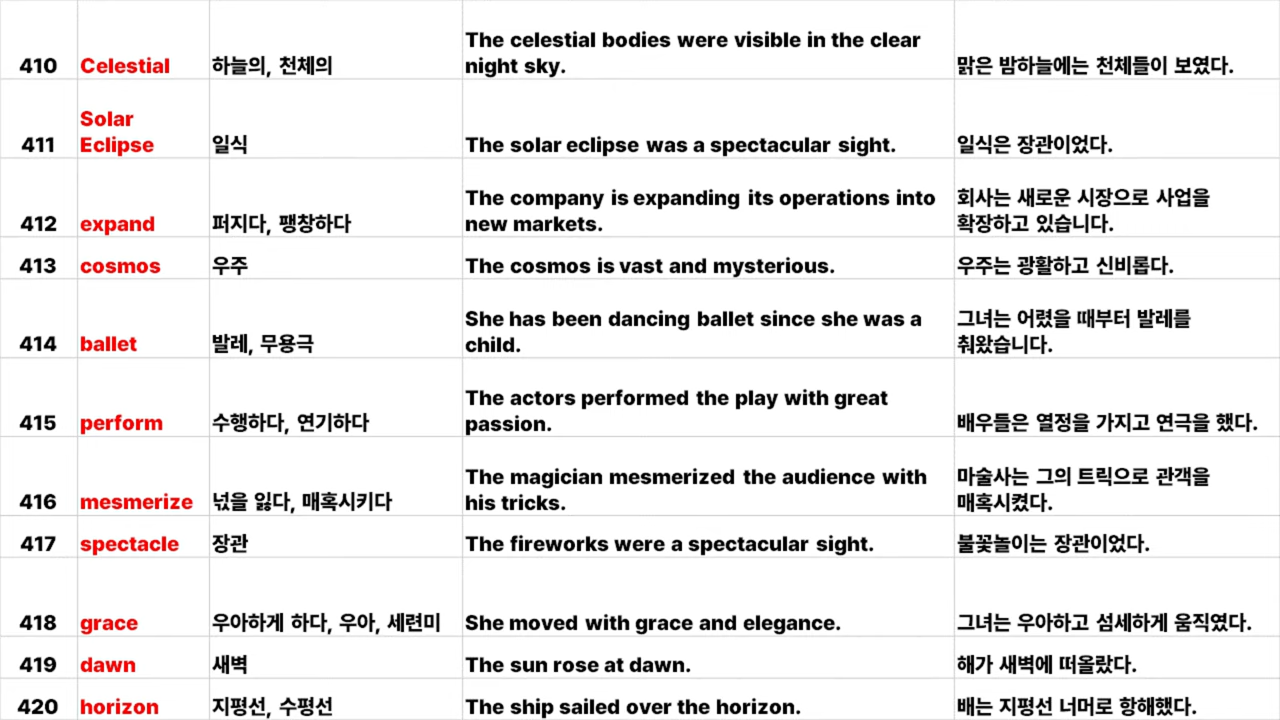 410 Celestial 하늘의, 천체의 The celestial bodies were visible in the clear night sky. 맑은 밤하늘에는 천체들이 보였다.
411 Solar Eclipse 일식 The solar eclipse was a spectacular sight. 일식은 장관이었다.
412 expand 퍼지다, 팽창하다 The company is expanding its operations into new markets. 회사는 새로운 시장으로 사업을 확장하고 있습니다.
413 cosmos 우주 The cosmos is vast and mysterious. 우주는 광활하고 신비롭다.
414 ballet 발레, 무용극 She has been dancing ballet since she was a child. 그녀는 어렸을 때부터 발레를 춰왔습니다.
415 perform 수행하다, 연기하다 The actors performed the play with great passion. 배우들은 열정을 가지고 연극을 했다.
416 mesmerize 넋을 잃다, 매혹시키다 The magician mesmerized the audience with his tricks. 마술사는 그의 트릭으로 관객을 매혹시켰다.
417 spectacle 장관 The fireworks were a spectacular sight. 불꽃놀이는 장관이었다.
418 grace 우아하게 하다, 우아, 세련미 She moved with grace and elegance. 그녀는 우아하고 섬세하게 움직였다.
419 dawn 새벽 The sun rose at dawn. 해가 새벽에 떠올랐다.
420 horizon 지평선, 수평선 The ship sailed over the horizon. 배는 지평선 너머로 항해했다.